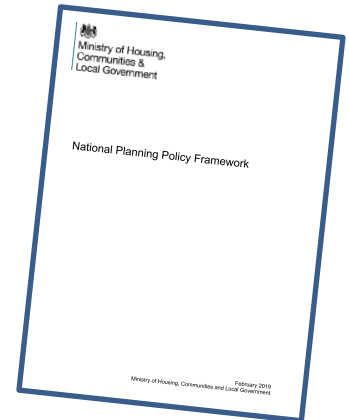 Ministry of Housing,
Communities &
Local Government
National Planning Policy Framework
February 2019
Ministry of Housing, Communities and Local Government